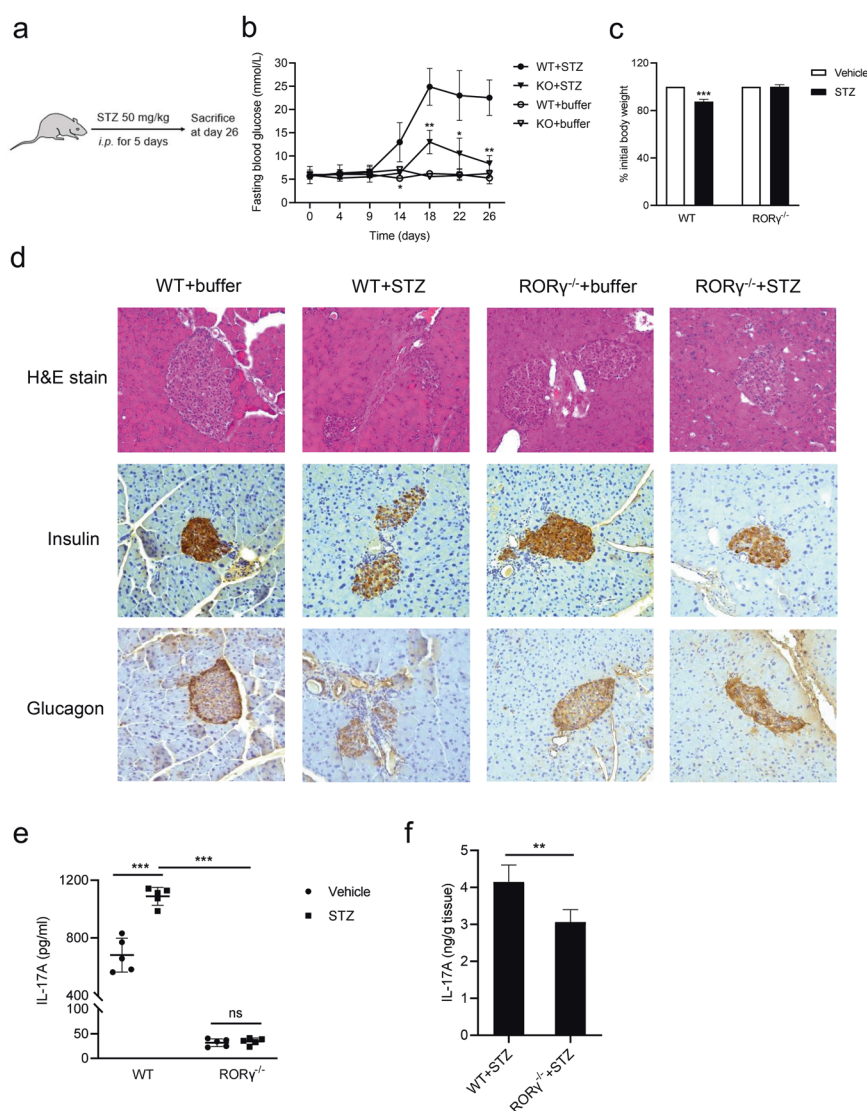 a
STZ 50 mg/kg
i.p. for 5 days
Sacrifice
at day 26
b
Fasting blood glucose (mmol/L)
30
25
20
15
10
5
0
**
*
**
*
0 4 9 14 18 22 26
Time (days)
WT+STZ
KO+STZ
WT+buffer
KO+buffer
c
% initial body weight
120
80
40
0
***
WT RORγ-/-
Vehicle
STZ
d
WT+buffer WT+STZ RORγ-/-+buffer RORγ-/-+STZ
H&E stain
Insulin
Glucagon
e
IL-17A (pg/ml)
1200
800
400
100
50
0
*** ***
ns
WT RORγ-/-
Vehicle
STZ
f
IL-17A (ng/g tissue)
5
4
3
2
1
0
**
WT+STZ
RORγ-/-+STZ